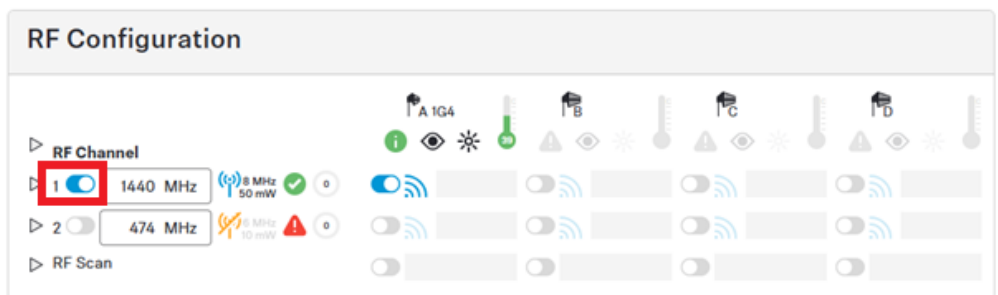 RF Configuration
A 1G4 B C D
39
RF Channel
1 1440 MHz 8 MHz 50 mW 0
2 474 MHz 6 MHz 10 mW 0
RF Scan